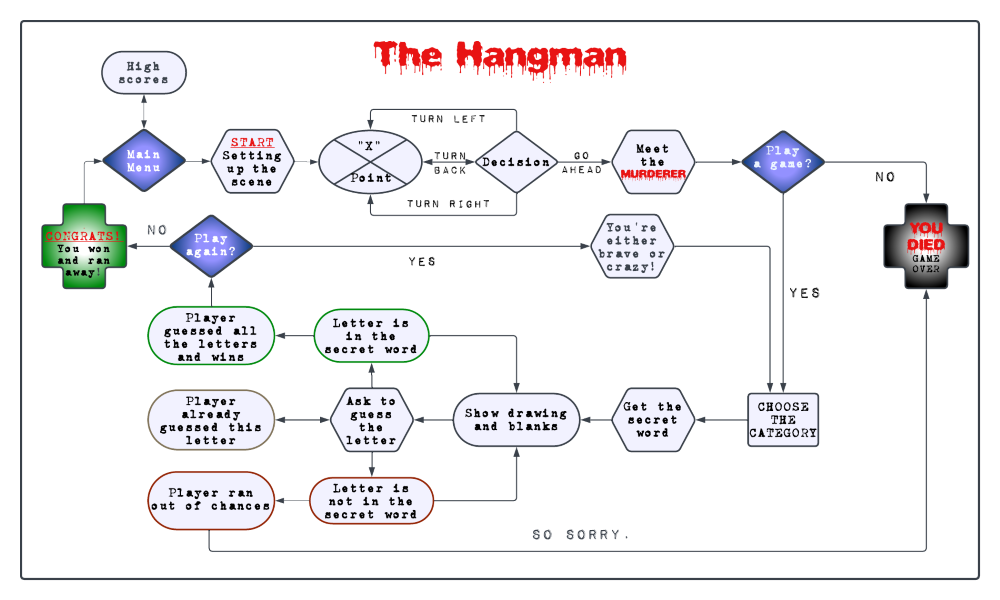 The Hangman
High
scores
Main
Menu
START
Setting
up the
scene
"X"
Point
TURN LEFT
TURN
BACK
TURN RIGHT
Decision
GO
AHEAD
Meet
the
MURDERER
Play
a game?
NO
YOU
DIED
GAME
OVER
YES
CONGRATS!
You won
and ran
away!
NO
Play
again?
YES
You're
either
brave or
crazy!
Player
guessed all
the letters
and wins
Letter is
in the
secret word
Player
already
guessed this
letter
Ask to
guess
the
letter
Show drawing
and blanks
Get the
secret
word
CHOOSE
THE
CATEGORY
Player ran
out of chances
Letter is
not in the
secret word
SO SORRY.